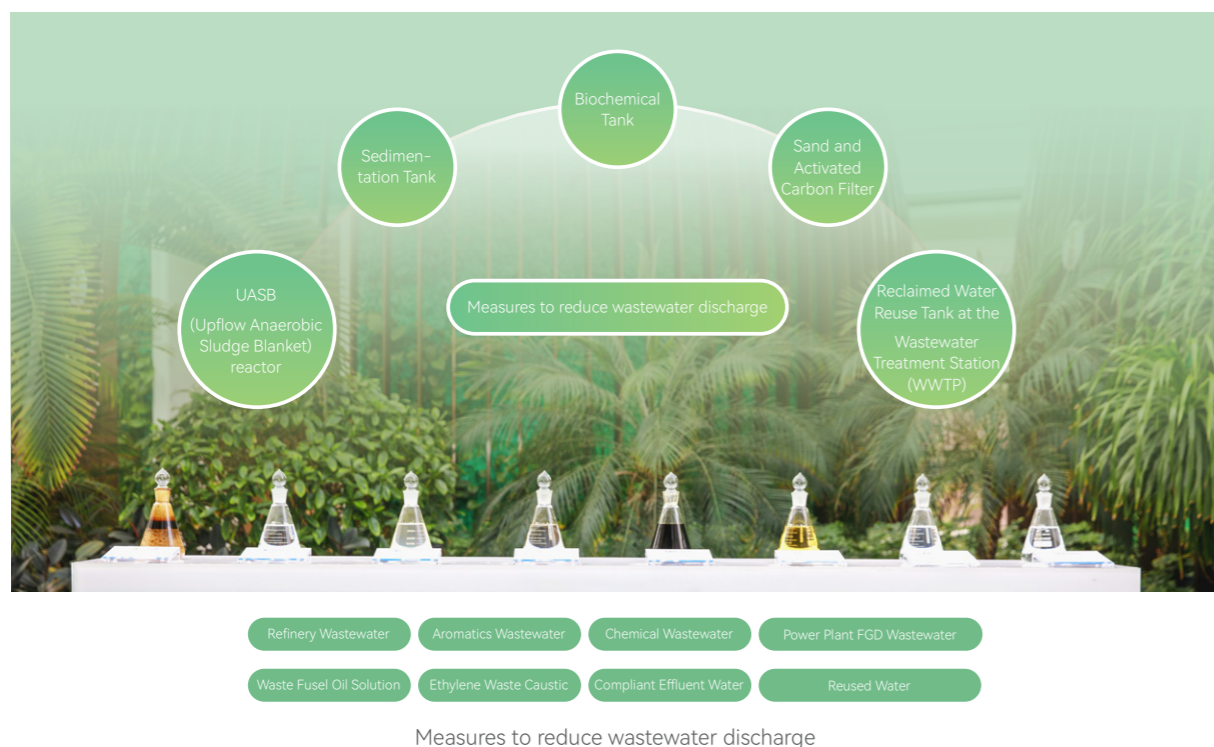 Biochemical
Tank
Sedimen-
tation Tank
Sand and
Activated
Carbon Filter
UASB
(Upflow Anaerobic
Sludge Blanket)
reactor
Measures to reduce wastewater discharge
Reclaimed Water
Reuse Tank at the
Wastewater
Treatment Station
(WWTP)
Refinery Wastewater
Aromatics Wastewater
Chemical Wastewater
Power Plant FGD Wastewater
Waste Fusel Oil Solution
Ethylene Waste Caustic
Compliant Effluent Water
Reused Water
Measures to reduce wastewater discharge